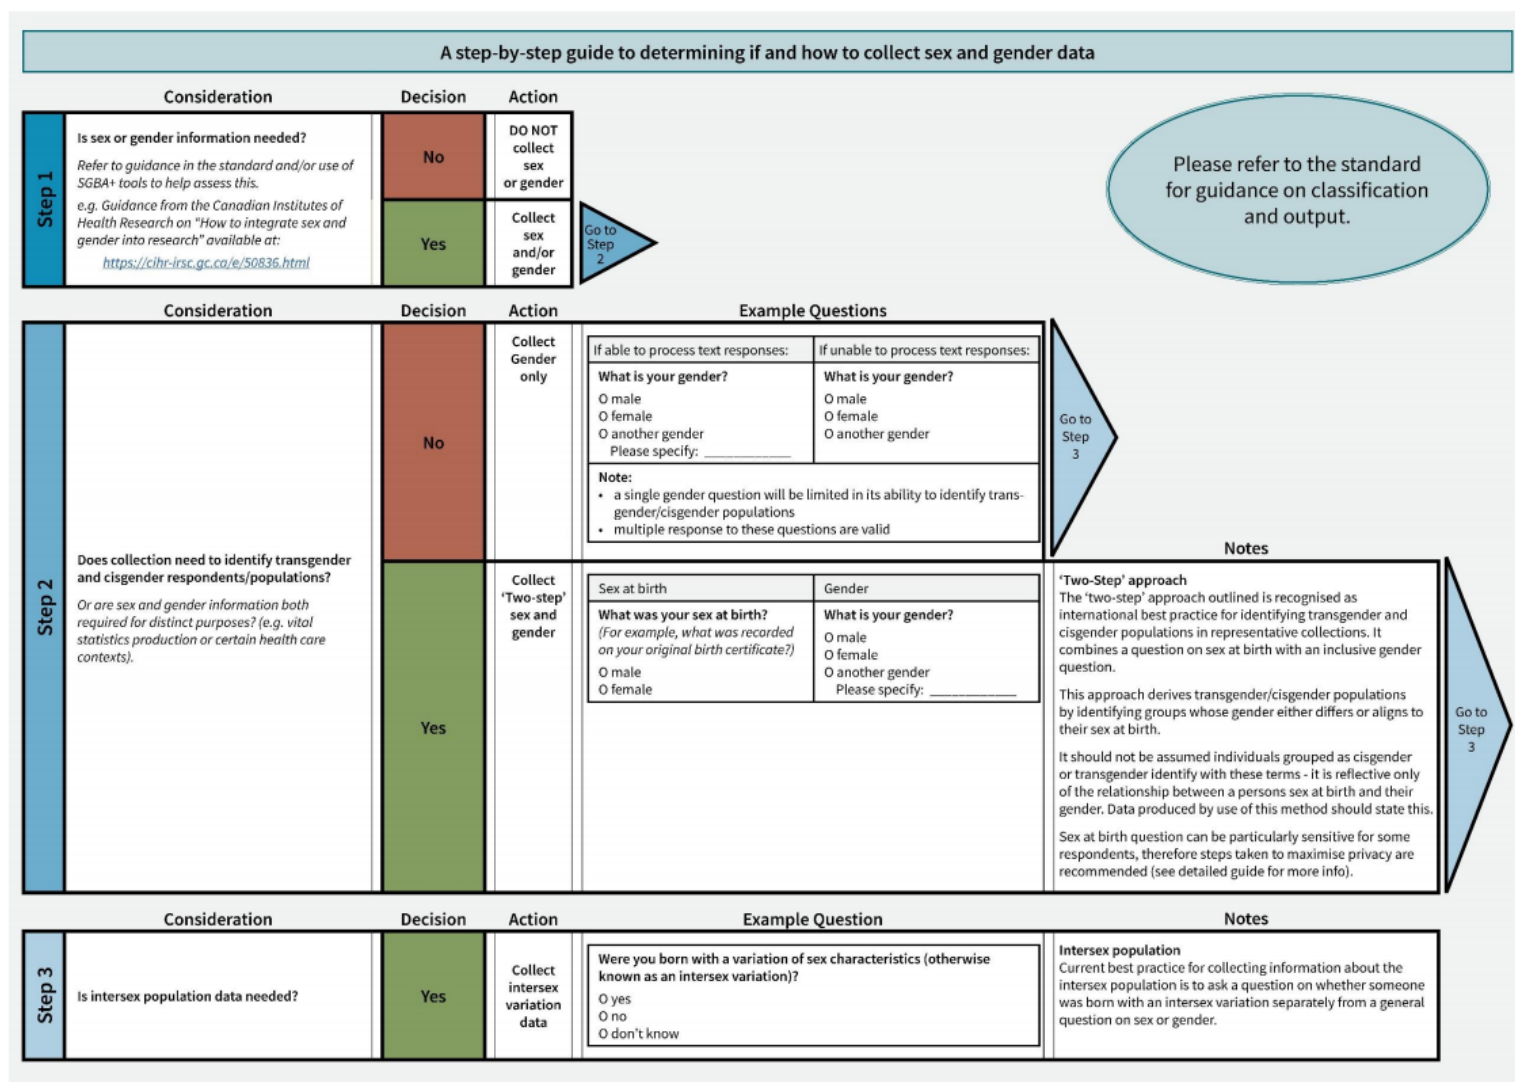 A step-by-step guide to determining if and how to collect sex and gender data
Consideration
Decision
Action
Step 1
Is sex or gender information needed?
Refer to guidance in the standard and/or use of
SGBA+ tools to help assess this.
e.g. Guidance from the Canadian Institutes of
Health Research on "How to integrate sex and
gender into research" available at:
https://cihr-irsc.gc.ca/e/50836.html
No
DO NOT
collect
sex
or gender
Yes
Collect
sex
and/or
gender
Go to
Step
2
Please refer to the standard
for guidance on classification
and output.
Consideration
Decision
Action
Example Questions
Step 2
Does collection need to identify transgender
and cisgender respondents/populations?
Or are sex and gender information both
required for distinct purposes? (e.g. vital
statistics production or certain health care
contexts).
No
Collect
Gender
only
If able to process text responses:
What is your gender?
O male
O female
O another gender
Please specify: ____________
If unable to process text responses:
What is your gender?
O male
O female
O another gender
Note:
• a single gender question will be limited in its ability to identify trans-
gender/cisgender populations
• multiple response to these questions are valid
Go to
Step
3
Yes
Collect
'Two-step'
sex and
gender
Sex at birth
What was your sex at birth?
(For example, what was recorded
on your original birth certificate?)
O male
O female
Gender
What is your gender?
O male
O female
O another gender
Please specify: ____________
Notes
'Two-Step' approach
The 'two-step' approach outlined is recognised as
international best practice for identifying transgender and
cisgender populations in representative collections. It
combines a question on sex at birth with an inclusive gender
question.
This approach derives transgender/cisgender populations
by identifying groups whose gender either differs or aligns to
their sex at birth.
It should not be assumed individuals grouped as cisgender
or transgender identify with these terms - it is reflective only
of the relationship between a persons sex at birth and their
gender. Data produced by use of this method should state this.
Sex at birth question can be particularly sensitive for some
respondents, therefore steps taken to maximise privacy are
recommended (see detailed guide for more info).
Go to
Step
3
Consideration
Decision
Action
Example Question
Notes
Step 3
Is intersex population data needed?
Yes
Collect
intersex
variation
data
Were you born with a variation of sex characteristics (otherwise
known as an intersex variation)?
O yes
O no
O don't know
Intersex population
Current best practice for collecting information about the
intersex population is to ask a question on whether someone
was born with an intersex variation separately from a general
question on sex or gender.